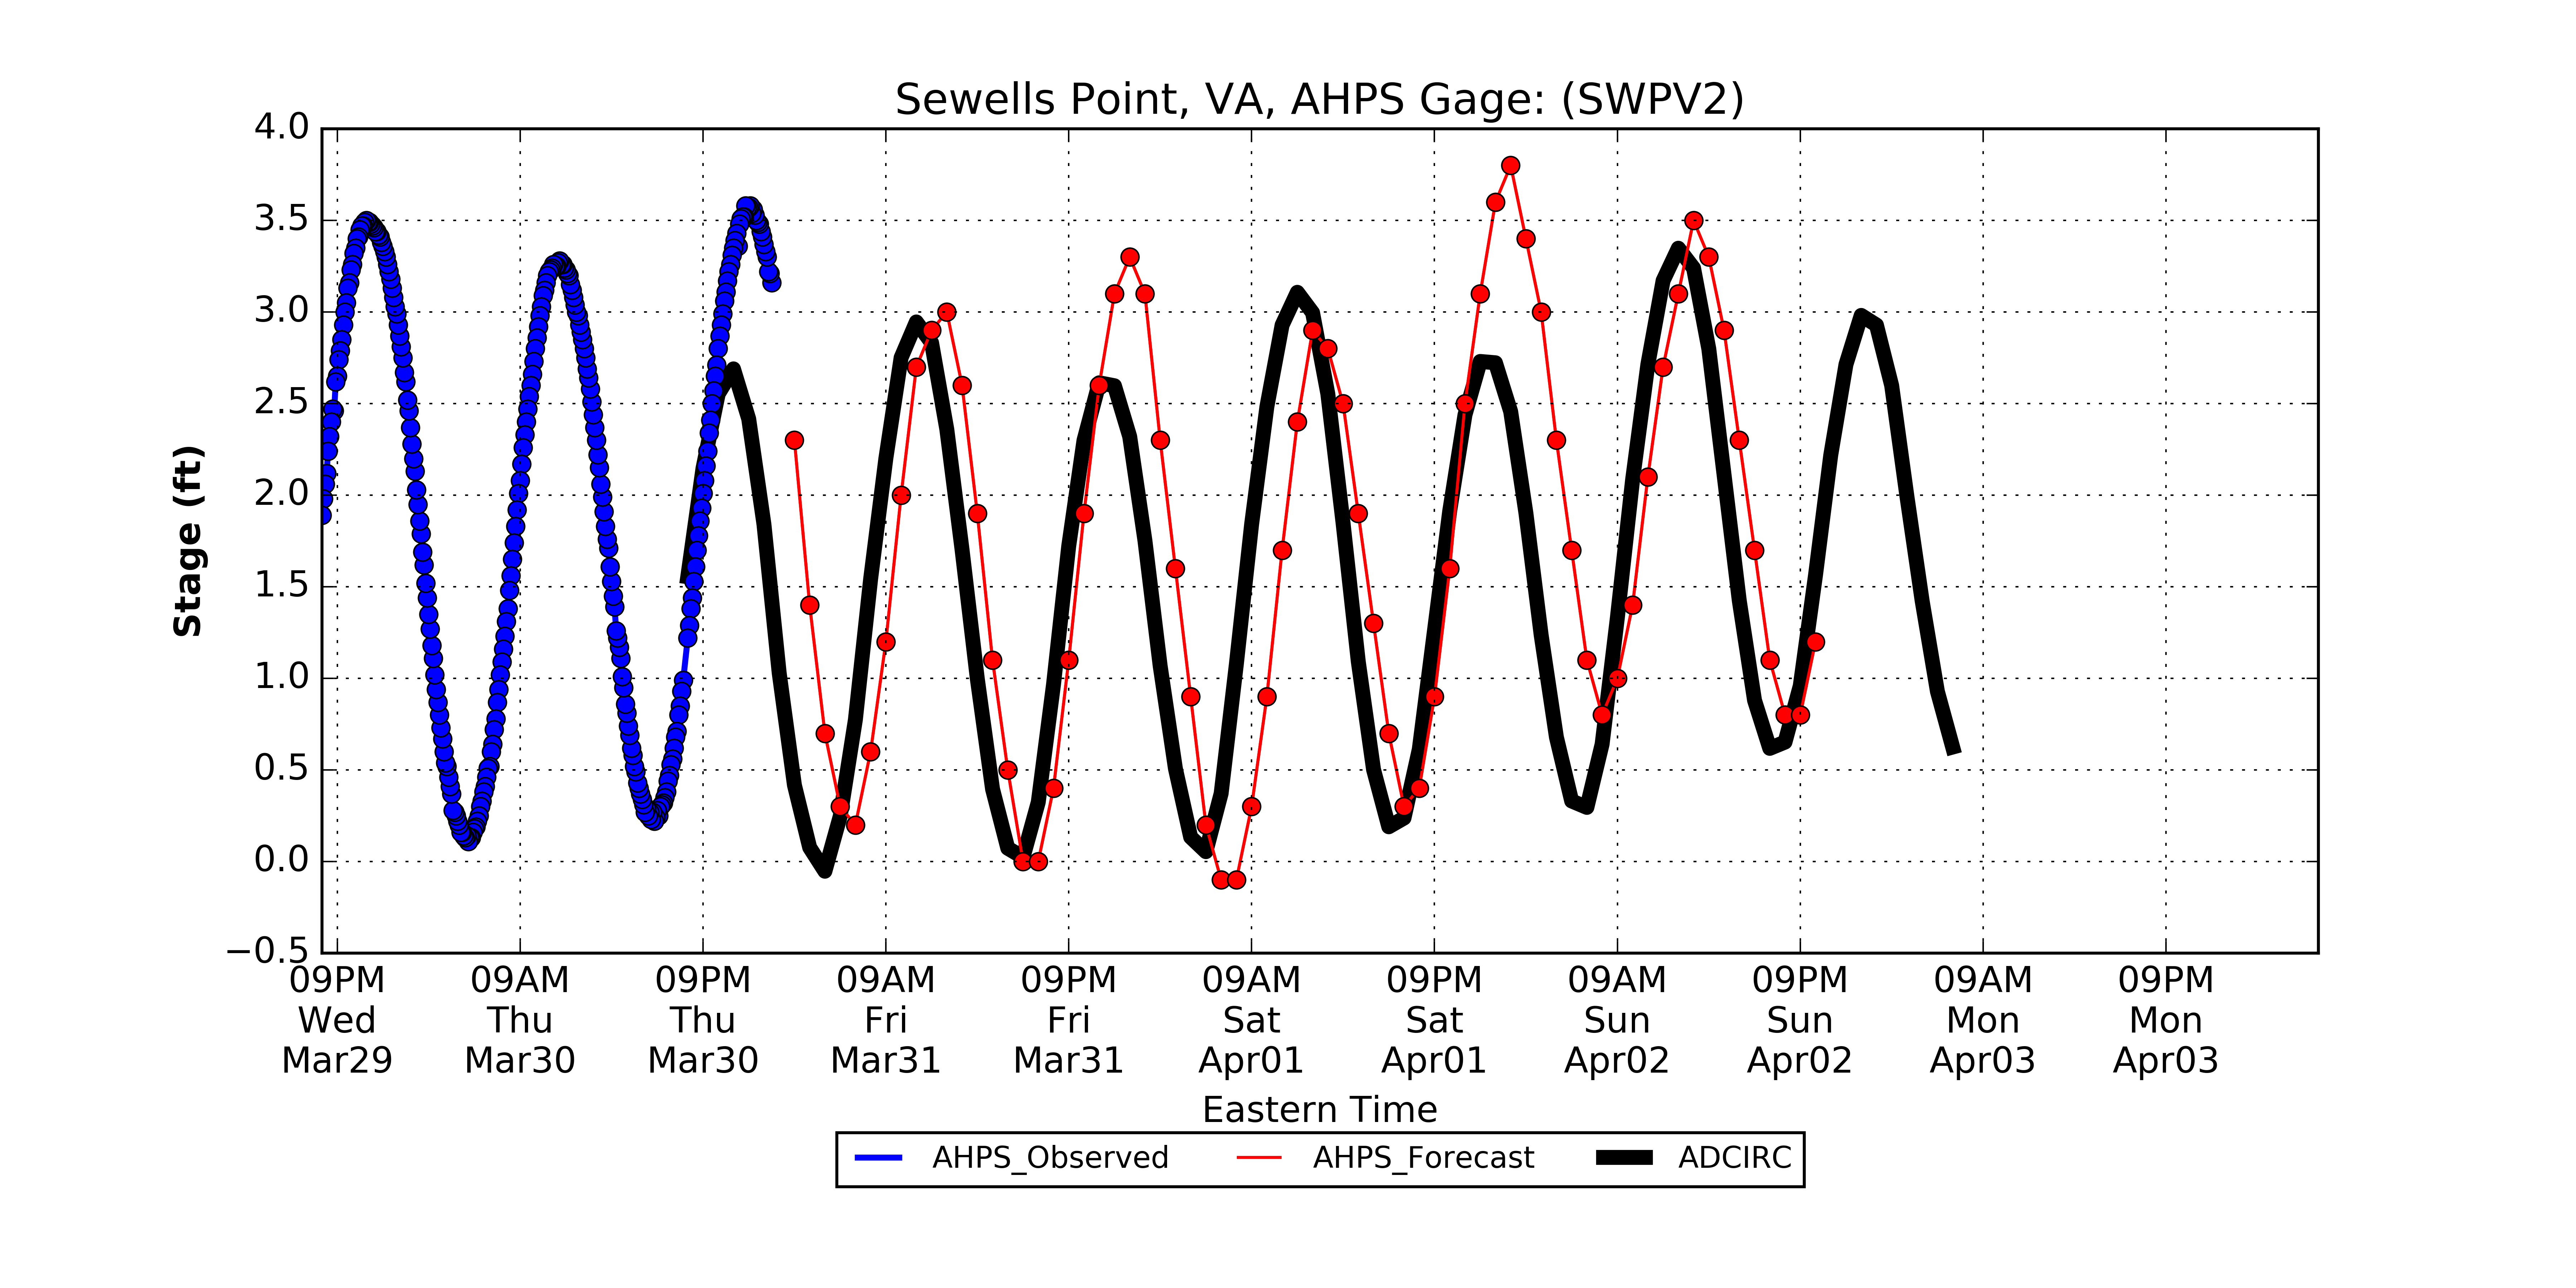 Sewells Point, VA, AHPS Gage: (SWPV2)
4.0
3.5
3.0
2.5
2.0
1.5
1.0
0.5
0.0
−0.5
Stage (ft)
09PM 09AM 09PM 09AM 09PM 09AM 09PM 09AM 09PM 09AM 09PM
Wed Thu Thu Fri Fri Sat Sat Sun Sun Mon Mon
Mar29 Mar30 Mar30 Mar31 Mar31 Apr01 Apr01 Apr02 Apr02 Apr03 Apr03
Eastern Time
AHPS_Observed AHPS_Forecast ADCIRC